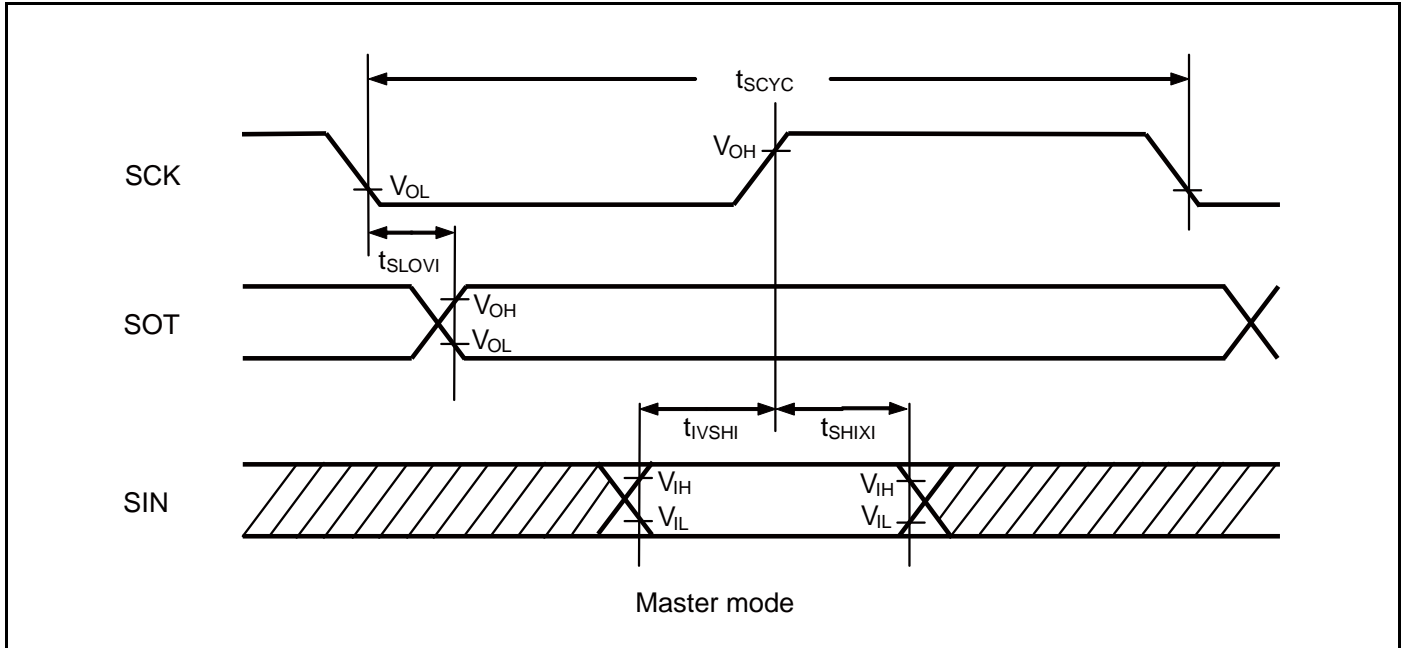 tSCYC
VOH
SCK
VOL
tSLOVI
VOH
SOT
VOL
tIVSHI tSHIXI
VIH VIH
SIN
VIL VIL
Master mode